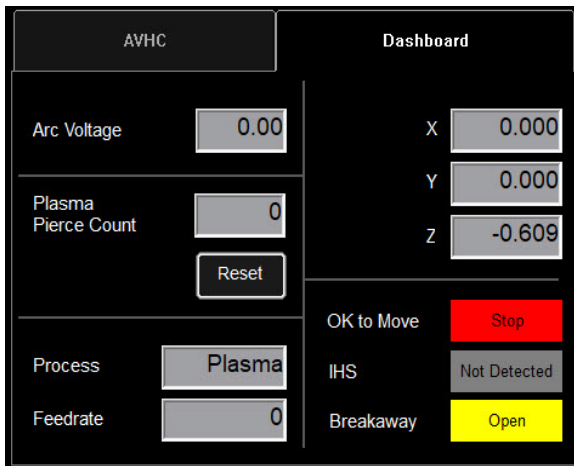 AVHC
Dashboard
Arc Voltage 0.00
Plasma
Pierce Count 0
Reset
Process Plasma
Feedrate 0
X 0.000
Y 0.000
Z -0.609
OK to Move Stop
IHS Not Detected
Breakaway Open